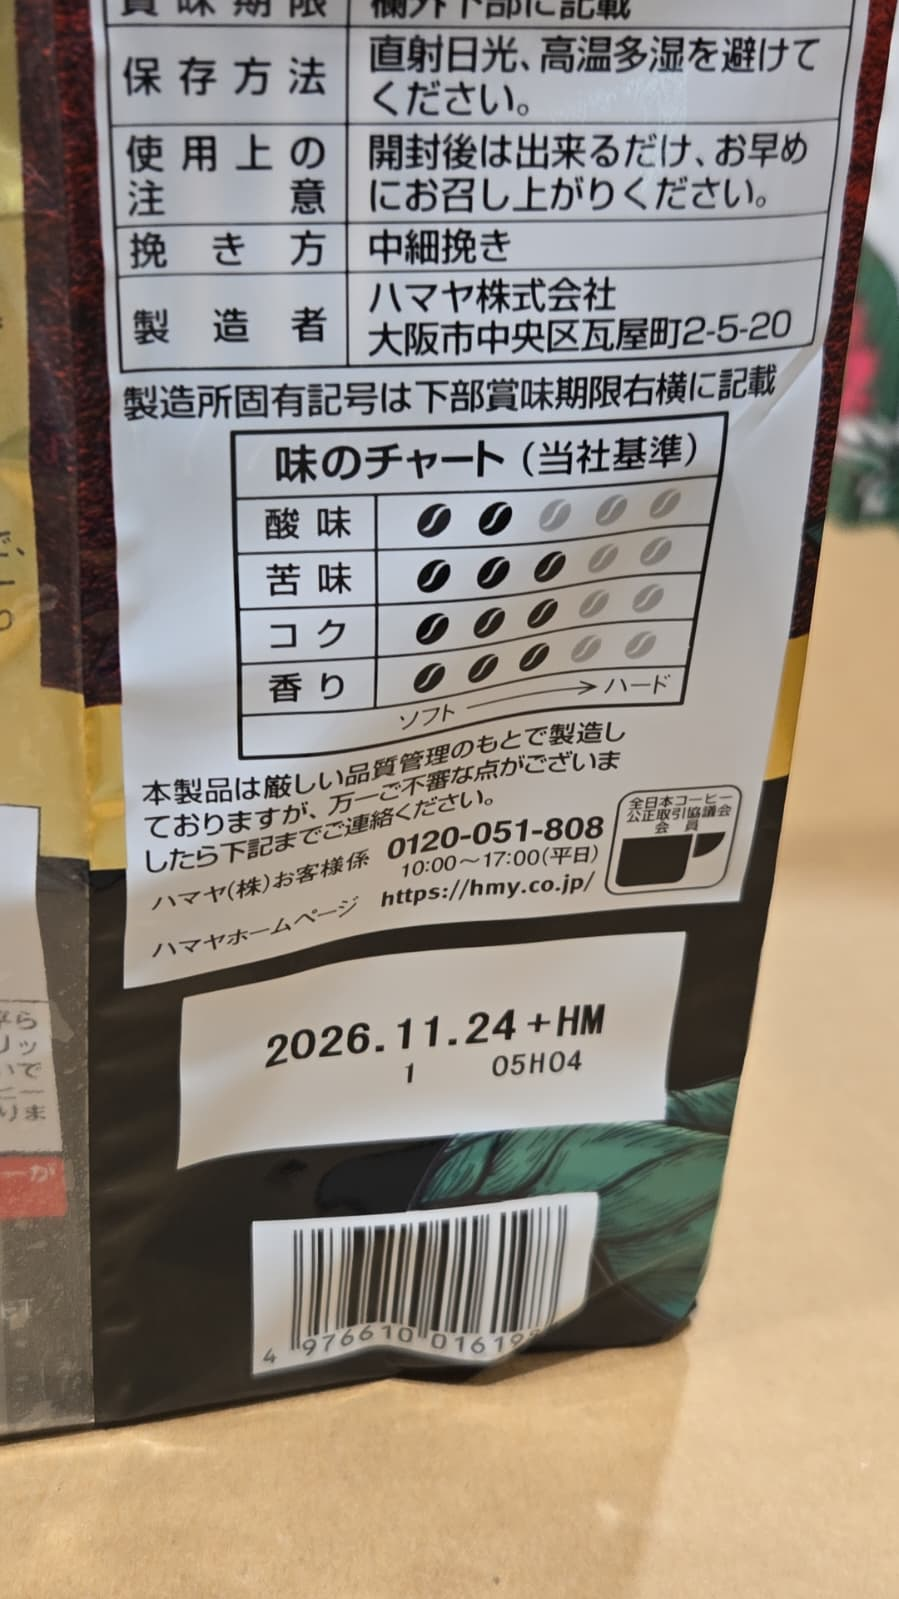 賞味期限 欄外下部に記載
保存方法 直射日光、高温多湿を避けて
ください。
使用上の 開封後は出来るだけ、お早め
注意 にお召し上がりください。
挽き方 中細挽き
製造者 ハマヤ株式会社
大阪市中央区瓦屋町2-5-20
製造所固有記号は下部賞味期限右横に記載
味のチャート（当社基準）
酸味
苦味
コク
香り
ソフト ハード
本製品は厳しい品質管理のもとで製造し
ておりますが、万一ご不審な点がございま
したら下記までご連絡ください。
ハマヤ(株)お客様係 0120-051-808
10:00～17:00(平日)
ハマヤホームページ https://hmy.co.jp/
全日本コーヒー
公正取引協議会
会員
2026.11.24+HM
1 05H04
4 976610 01619